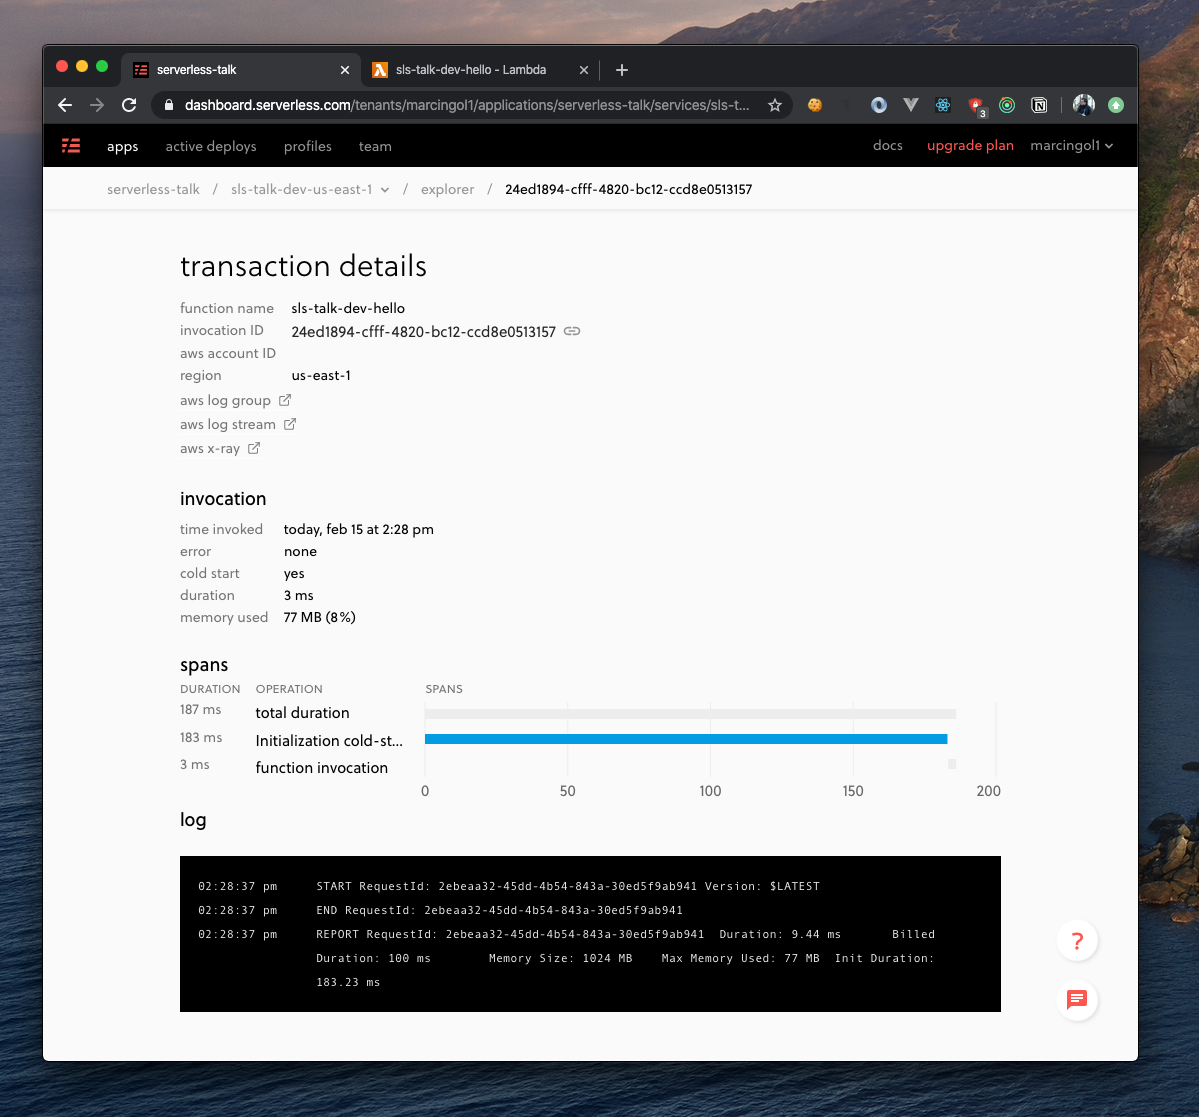 serverless-talk
sls-talk-dev-hello - Lambda
dashboard.serverless.com/tenants/marcingol1/applications/serverless-talk/services/sls-t...
3
apps active deploys profiles team docs upgrade plan marcingol1
serverless-talk / sls-talk-dev-us-east-1 / explorer / 24ed1894-cfff-4820-bc12-ccd8e0513157
transaction details
function name sls-talk-dev-hello
invocation ID 24ed1894-cfff-4820-bc12-ccd8e0513157
aws account ID
region us-east-1
aws log group
aws log stream
aws x-ray
invocation
time invoked today, feb 15 at 2:28 pm
error none
cold start yes
duration 3 ms
memory used 77 MB (8%)
spans
DURATION OPERATION SPANS
187 ms total duration
183 ms Initialization cold-st...
3 ms function invocation
0 50 100 150 200
log
02:28:37 pm START RequestId: 2ebeaa32-45dd-4b54-843a-30ed5f9ab941 Version: $LATEST
02:28:37 pm END RequestId: 2ebeaa32-45dd-4b54-843a-30ed5f9ab941
02:28:37 pm REPORT RequestId: 2ebeaa32-45dd-4b54-843a-30ed5f9ab941 Duration: 9.44 ms Billed
Duration: 100 ms Memory Size: 1024 MB Max Memory Used: 77 MB Init Duration:
183.23 ms
?